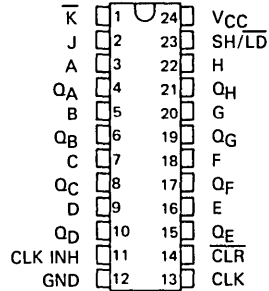 K̅ 1 24 VCC
J 2 23 SH/L̅D̅
A 3 22 H
QA 4 21 QH
B 5 20 G
QB 6 19 QG
C 7 18 F
QC 8 17 QF
D 9 16 E
QD 10 15 QE
CLK INH 11 14 C̅L̅R̅
GND 12 13 CLK